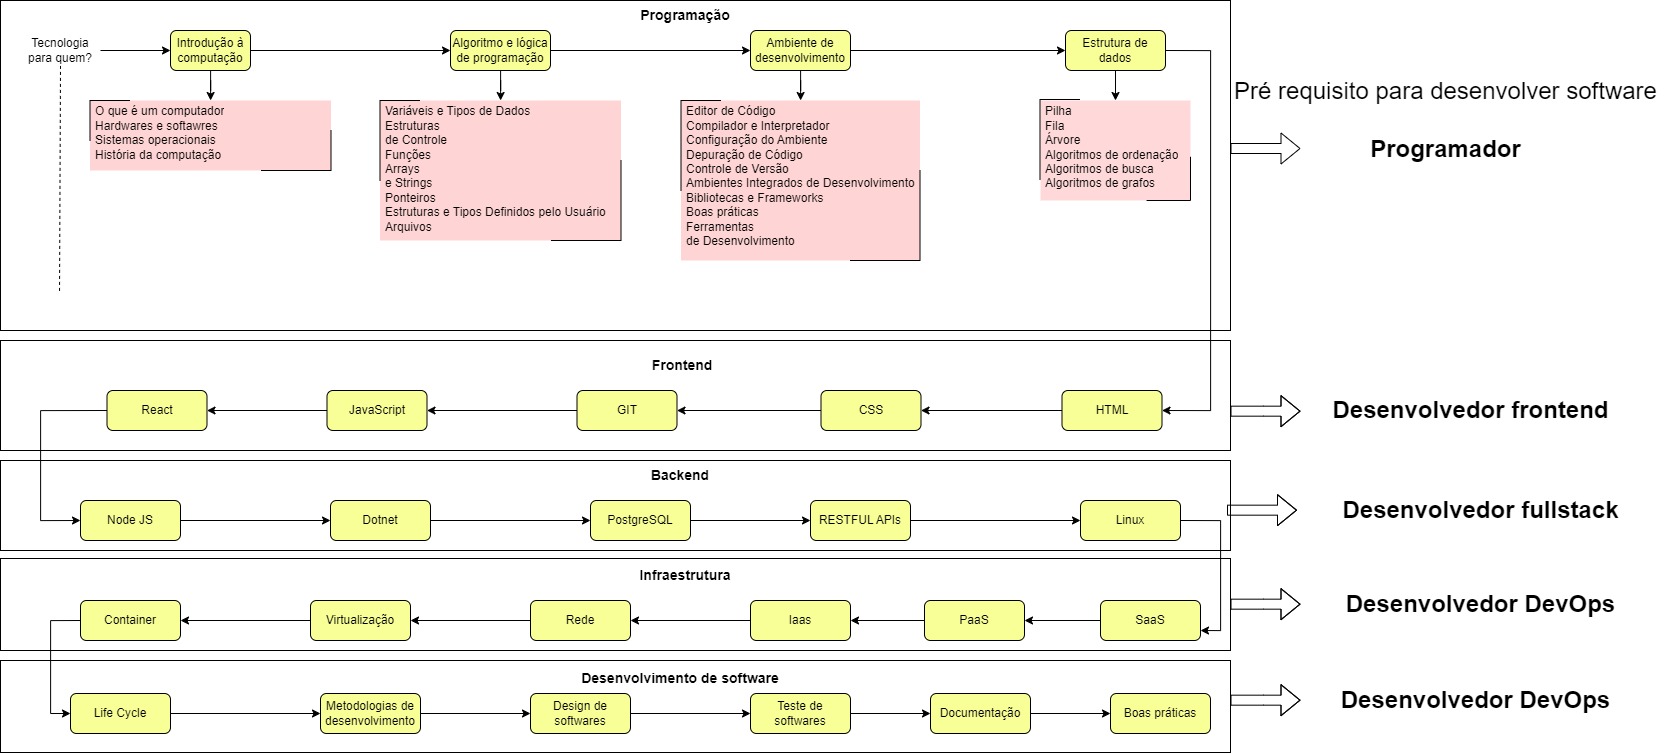 Programação
Tecnologia
para quem?
Introdução à
computação
Algoritmo e lógica
de programação
Ambiente de
desenvolvimento
Estrutura de
dados
O que é um computador
Hardwares e softawres
Sistemas operacionais
História da computação
Variáveis e Tipos de Dados
Estruturas
de Controle
Funções
Arrays
e Strings
Ponteiros
Estruturas e Tipos Definidos pelo Usuário
Arquivos
Editor de Código
Compilador e Interpretador
Configuração do Ambiente
Depuração de Código
Controle de Versão
Ambientes Integrados de Desenvolvimento
Bibliotecas e Frameworks
Boas práticas
Ferramentas
de Desenvolvimento
Pilha
Fila
Árvore
Algoritmos de ordenação
Algoritmos de busca
Algoritmos de grafos
Pré requisito para desenvolver software
Programador
Frontend
React
JavaScript
GIT
CSS
HTML
Desenvolvedor frontend
Backend
Node JS
Dotnet
PostgreSQL
RESTFUL APIs
Linux
Desenvolvedor fullstack
Infraestrutura
Container
Virtualização
Rede
Iaas
PaaS
SaaS
Desenvolvedor DevOps
Desenvolvimento de software
Life Cycle
Metodologias de
desenvolvimento
Design de
softwares
Teste de
softwares
Documentação
Boas práticas
Desenvolvedor DevOps